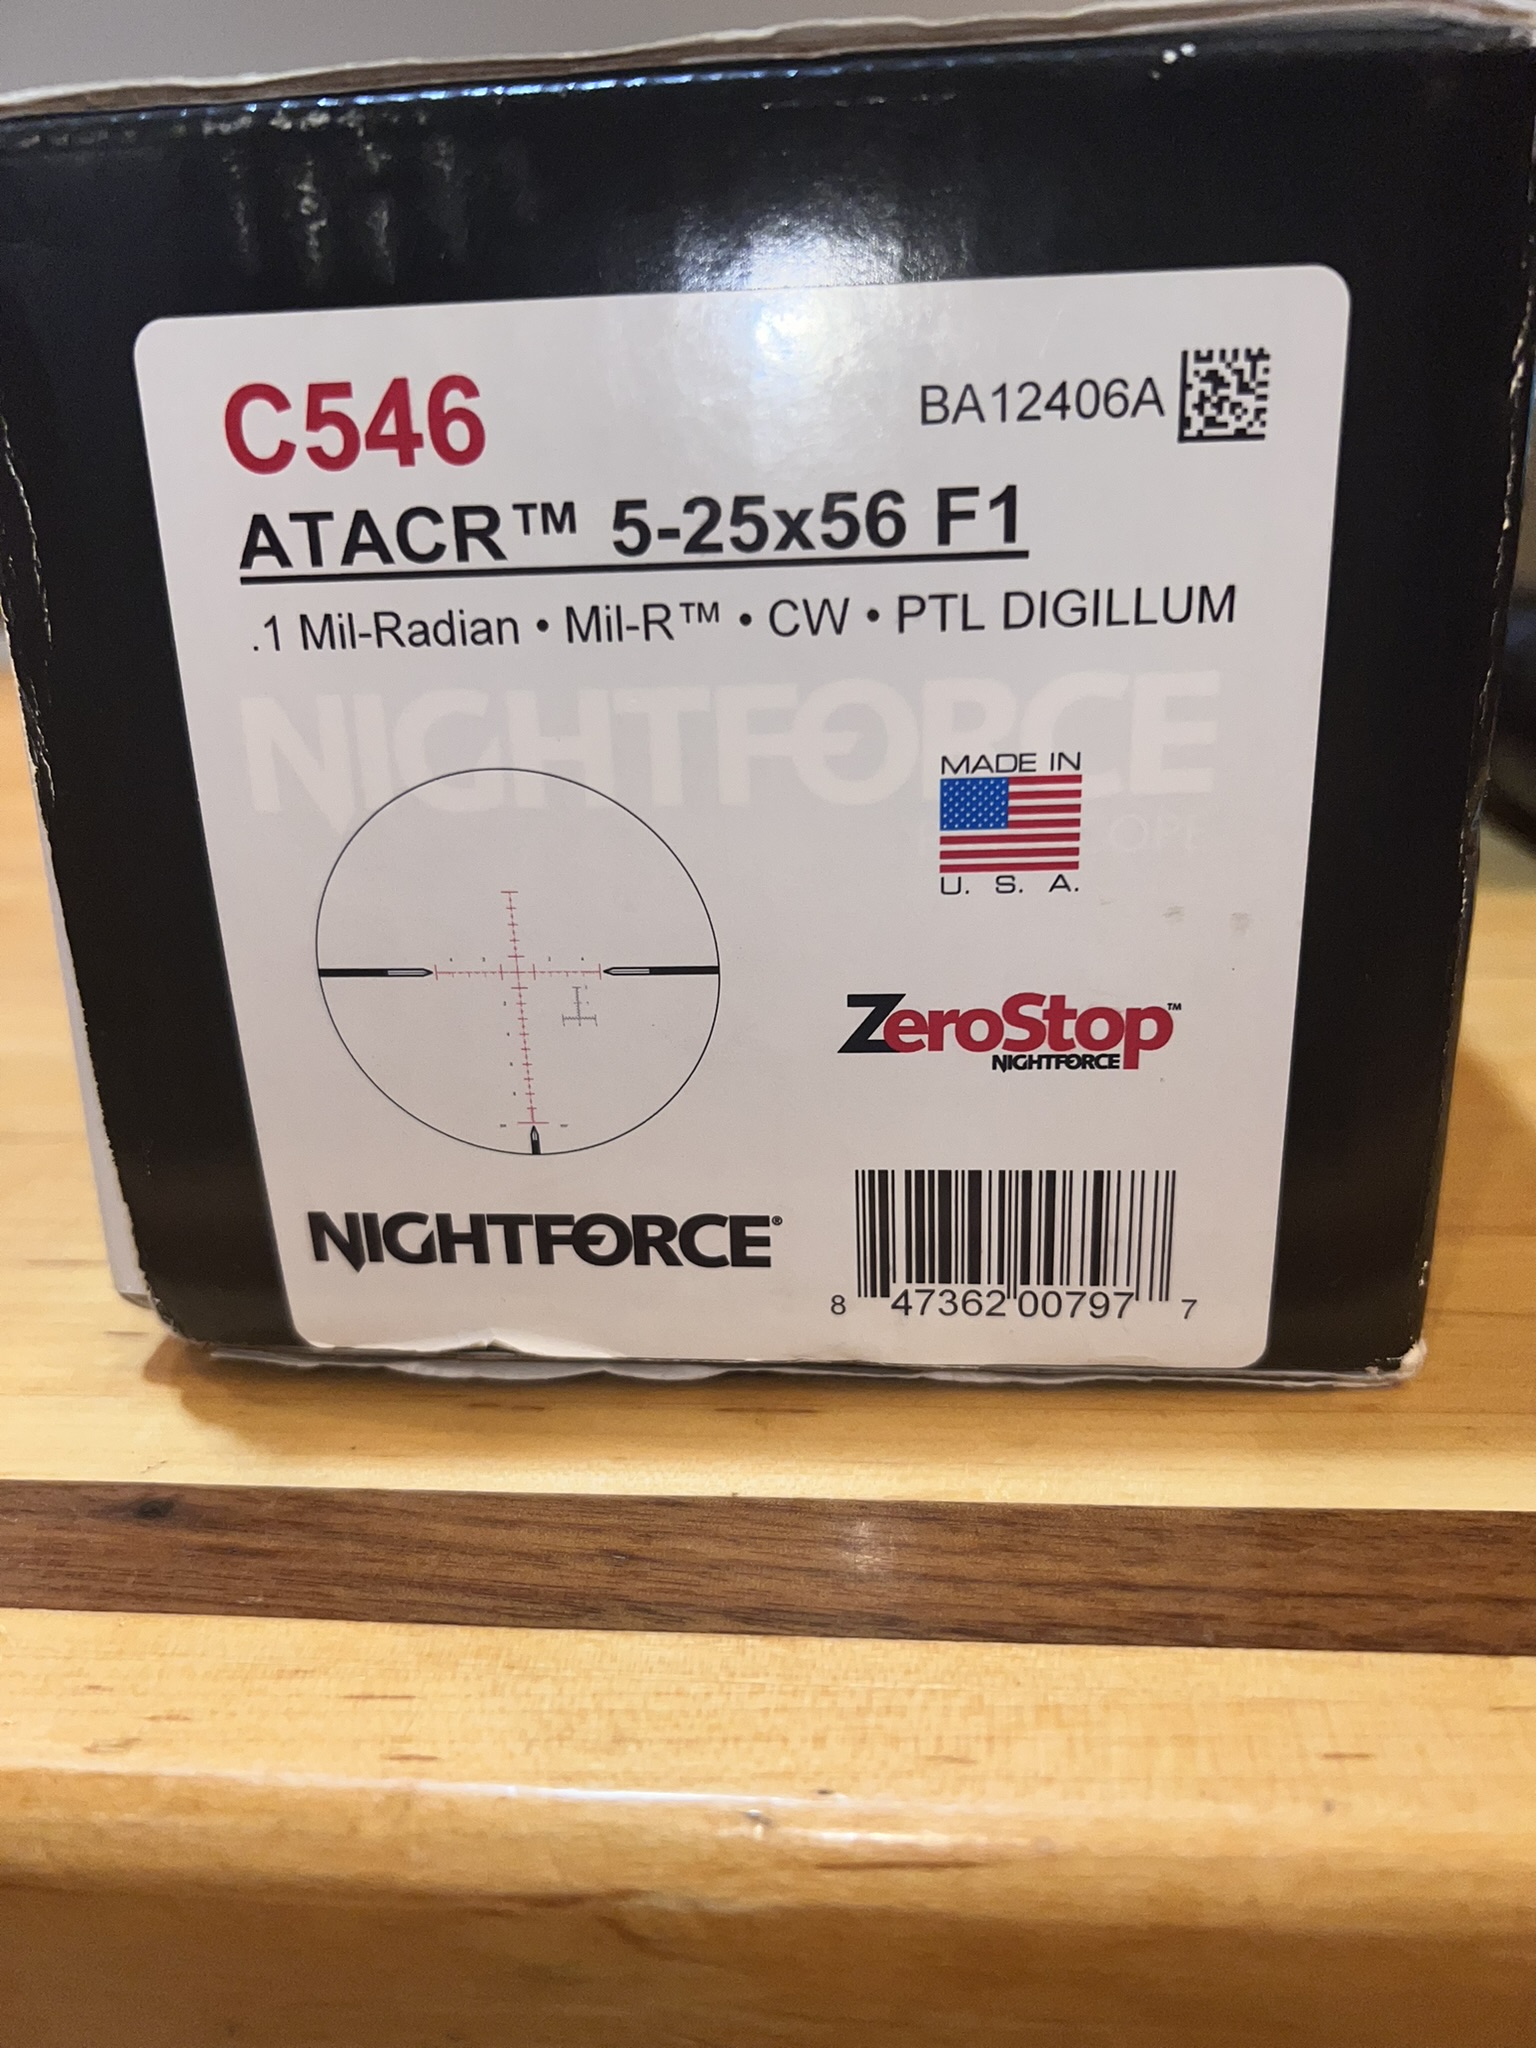 C546
BA12406A
ATACR™ 5-25x56 F1
.1 Mil-Radian • Mil-R™ • CW • PTL DIGILLUM
NIGHTFORCE
MADE IN
U. S. A.
ZeroStop™
NIGHTFORCE
NIGHTFORCE®
8 47362 00797 7